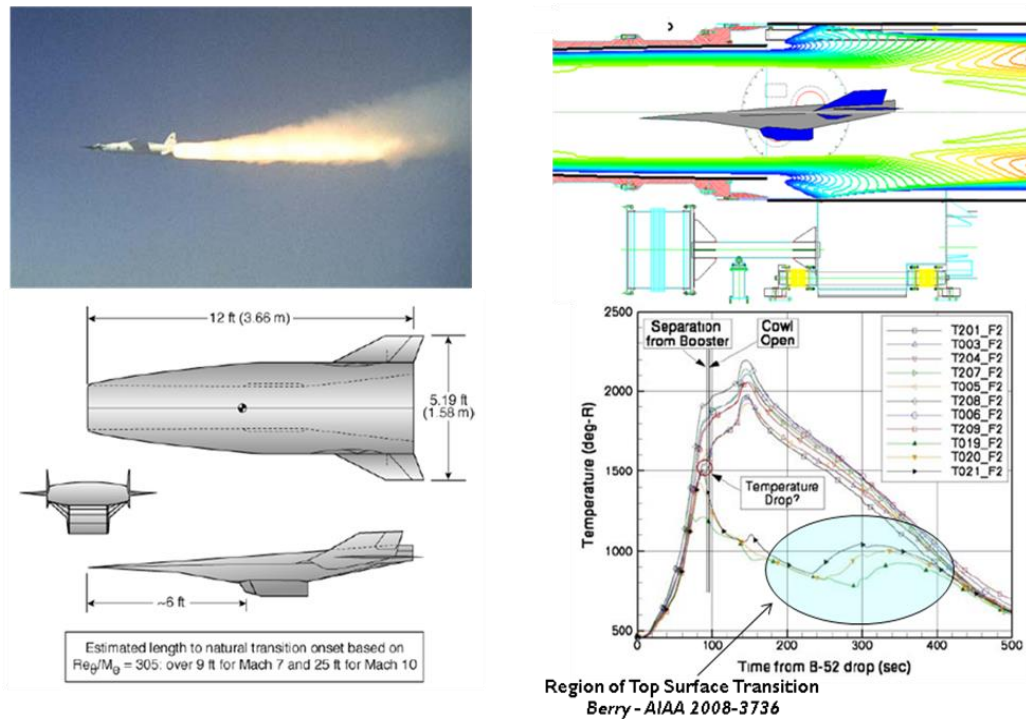 12 ft (3.66 m)
5.19 ft
(1.58 m)
~6 ft
Estimated length to natural transition onset based on
Reθ/Me = 305: over 9 ft for Mach 7 and 25 ft for Mach 10
2500
2000
1500
1000
500
Temperature (deg-R)
Separation
from Booster
Cowl
Open
Temperature
Drop?
T201_F2
T003_F2
T204_F2
T207_F2
T005_F2
T208_F2
T006_F2
T209_F2
T019_F2
T020_F2
T021_F2
0
100
200
300
400
500
Time from B-52 drop (sec)
Region of Top Surface Transition
Berry - AIAA 2008-3736